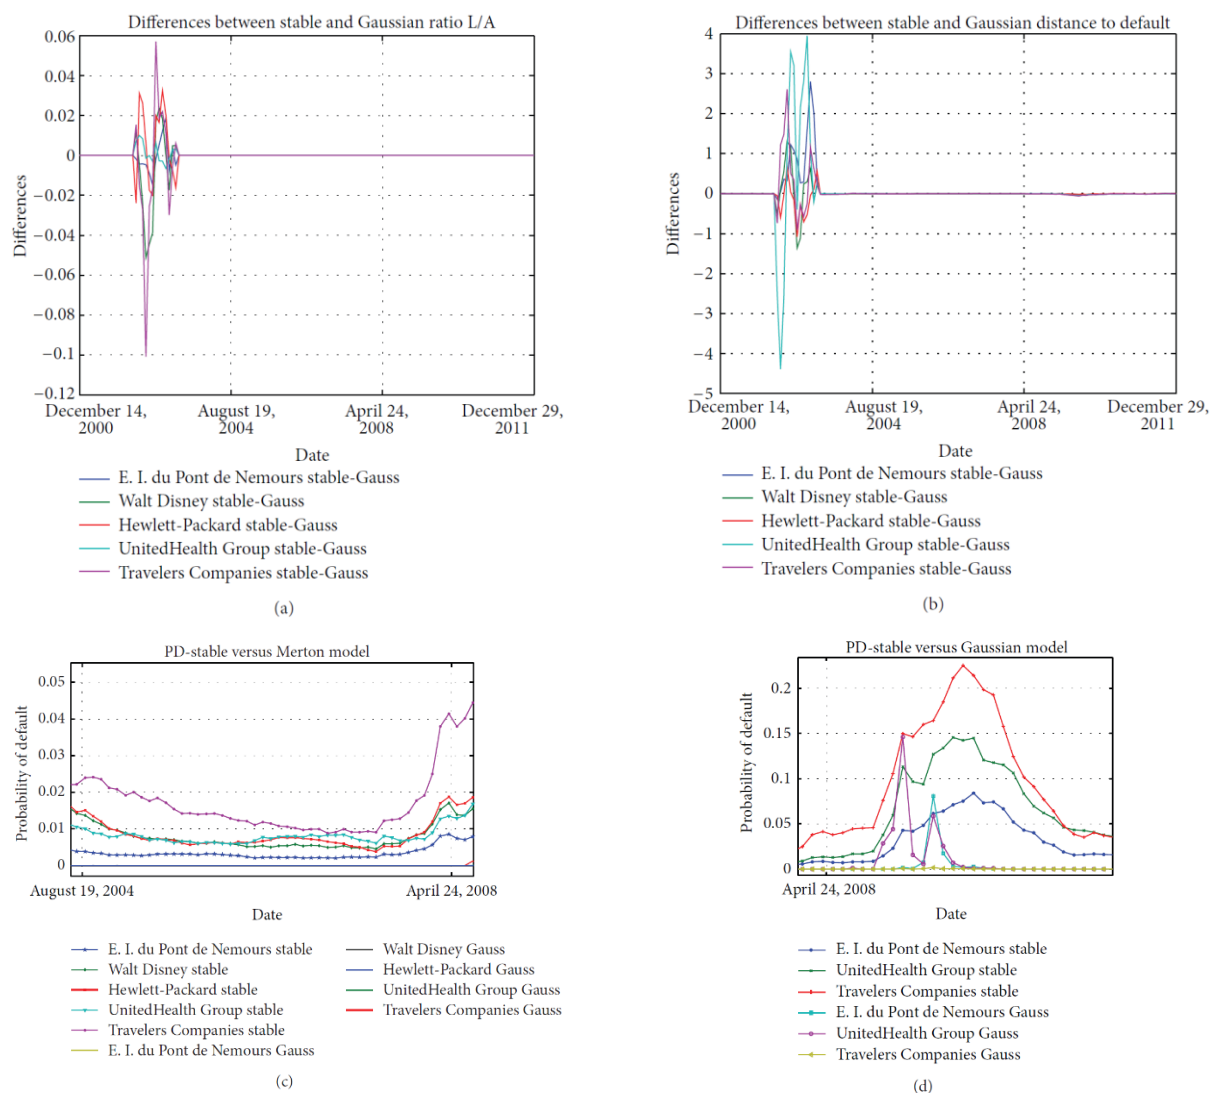 Differences between stable and Gaussian ratio L/A
0.06
0.04
0.02
0
−0.02
−0.04
−0.06
−0.08
−0.1
−0.12
Differences
December 14,
2000
August 19,
2004
April 24,
2008
December 29,
2011
Date
E. I. du Pont de Nemours stable-Gauss
Walt Disney stable-Gauss
Hewlett-Packard stable-Gauss
UnitedHealth Group stable-Gauss
Travelers Companies stable-Gauss
(a)
Differences between stable and Gaussian distance to default
4
3
2
1
0
−1
−2
−3
−4
−5
Differences
December 14,
2000
August 19,
2004
April 24,
2008
December 29,
2011
Date
E. I. du Pont de Nemours stable-Gauss
Walt Disney stable-Gauss
Hewlett-Packard stable-Gauss
UnitedHealth Group stable-Gauss
Travelers Companies stable-Gauss
(b)
PD-stable versus Merton model
0.05
0.04
0.03
0.02
0.01
0
Probability of default
August 19, 2004
April 24, 2008
Date
E. I. du Pont de Nemours stable
Walt Disney stable
Hewlett-Packard stable
UnitedHealth Group stable
Travelers Companies stable
E. I. du Pont de Nemours Gauss
Walt Disney Gauss
Hewlett-Packard Gauss
UnitedHealth Group Gauss
Travelers Companies Gauss
(c)
PD-stable versus Gaussian model
0.2
0.15
0.1
0.05
0
Probability of default
April 24, 2008
Date
E. I. du Pont de Nemours stable
UnitedHealth Group stable
Travelers Companies stable
E. I. du Pont de Nemours Gauss
UnitedHealth Group Gauss
Travelers Companies Gauss
(d)